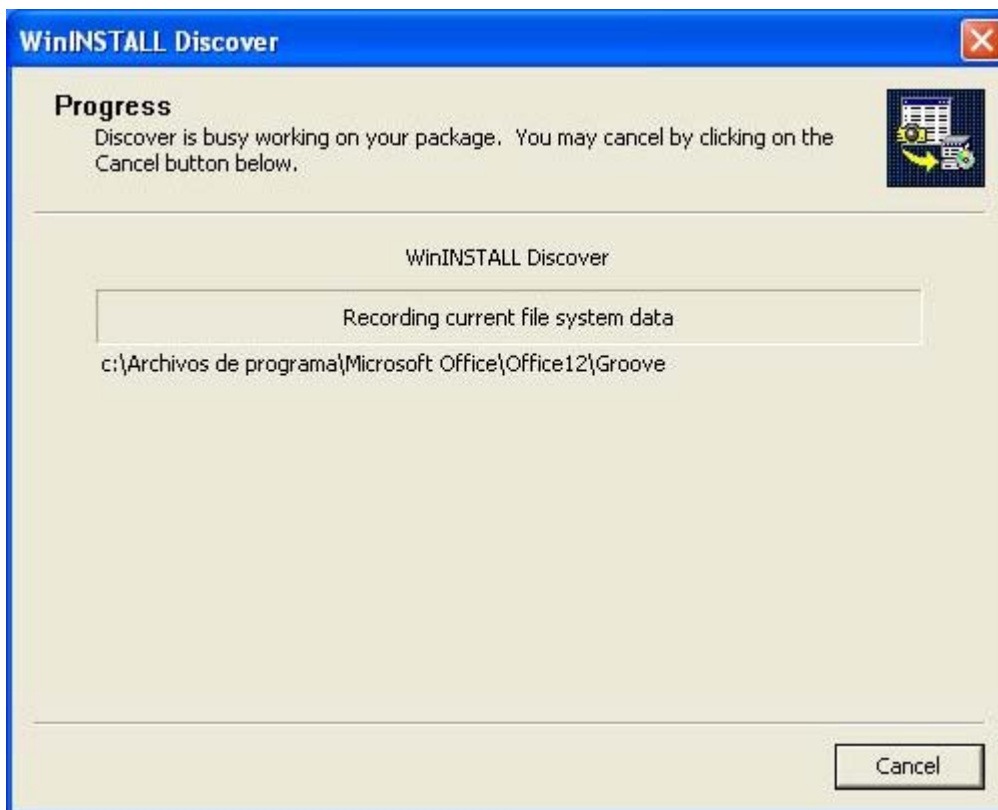 WinINSTALL Discover
Progress
Discover is busy working on your package.  You may cancel by clicking on the
Cancel button below.
WinINSTALL Discover
Recording current file system data
c:\Archivos de programa\Microsoft Office\Office12\Groove
Cancel